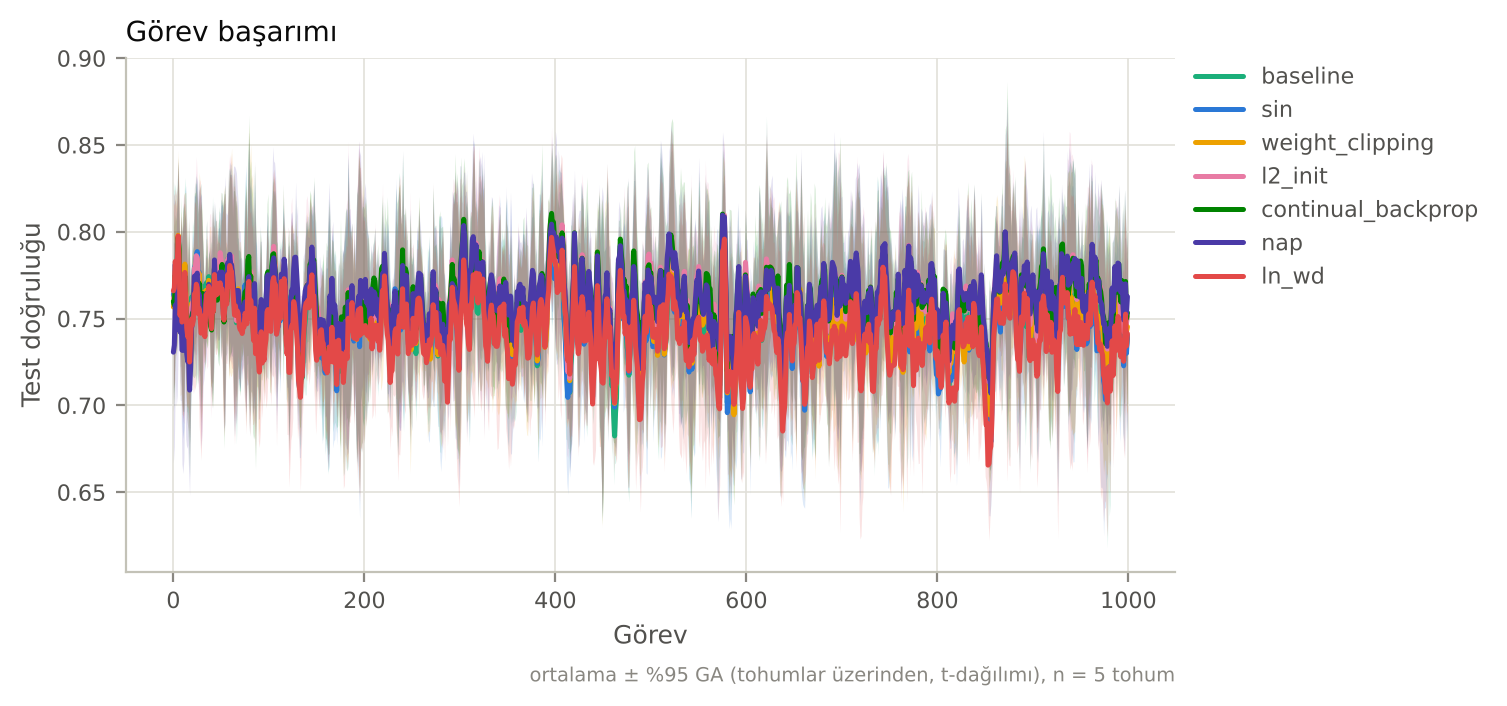 Görev başarımı
0.90
0.85
0.80
0.75
0.70
0.65
Test doğruluğu
0
200
400
600
800
1000
Görev
baseline
sin
weight_clipping
l2_init
continual_backprop
nap
ln_wd
ortalama ± %95 GA (tohumlar üzerinden, t-dağılımı), n = 5 tohum